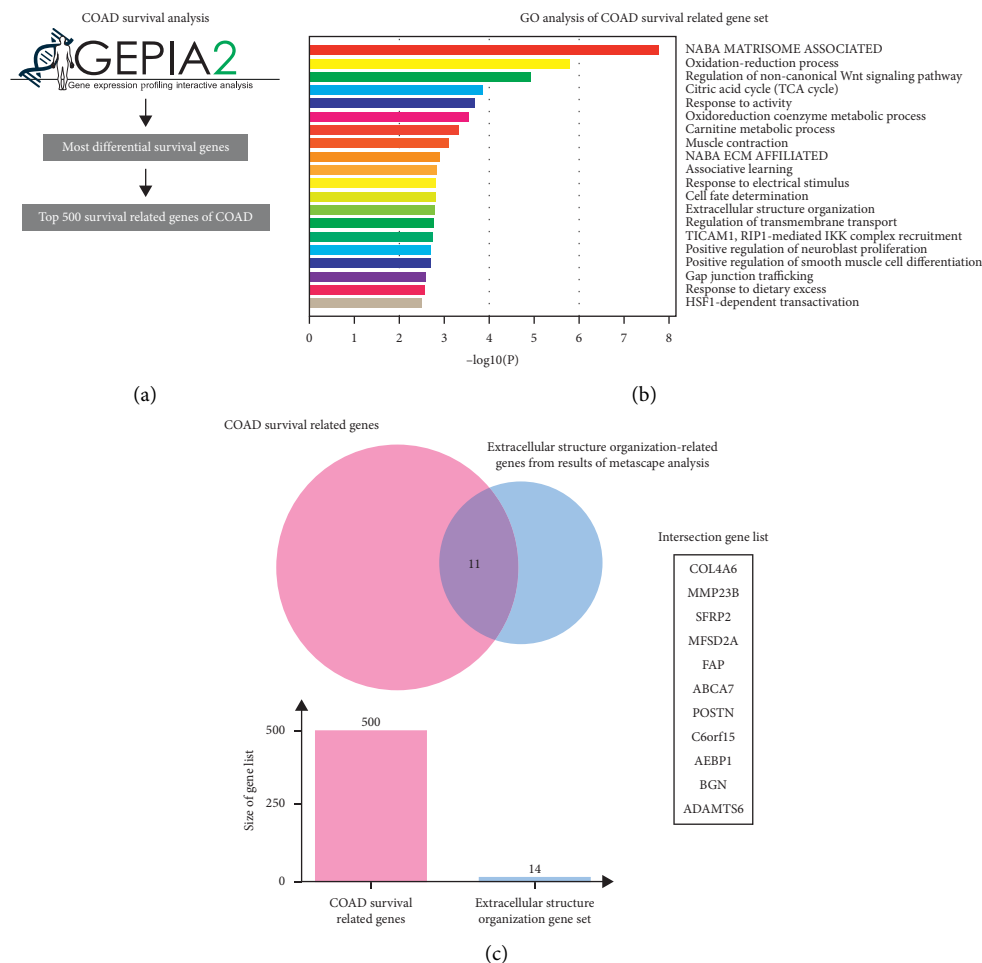 COAD survival analysis
GEPIA2
Gene expression profiling interactive analysis
Most differential survival genes
Top 500 survival related genes of COAD
(a)
GO analysis of COAD survival related gene set
NABA MATRISOME ASSOCIATED
Oxidation-reduction process
Regulation of non-canonical Wnt signaling pathway
Citric acid cycle (TCA cycle)
Response to activity
Oxidoreduction coenzyme metabolic process
Carnitine metabolic process
Muscle contraction
NABA ECM AFFILIATED
Associative learning
Response to electrical stimulus
Cell fate determination
Extracellular structure organization
Regulation of transmembrane transport
TICAM1, RIP1-mediated IKK complex recruitment
Positive regulation of neuroblast proliferation
Positive regulation of smooth muscle cell differentiation
Gap junction trafficking
Response to dietary excess
HSF1-dependent transactivation
0 1 2 3 4 5 6 7 8
–log10(P)
(b)
COAD survival related genes
Extracellular structure organization-related
genes from results of metascape analysis
11
Intersection gene list
COL4A6
MMP23B
SFRP2
MFSD2A
FAP
ABCA7
POSTN
C6orf15
AEBP1
BGN
ADAMTS6
Size of gene list
500
250
0
500
14
COAD survival
related genes
Extracellular structure
organization gene set
(c)